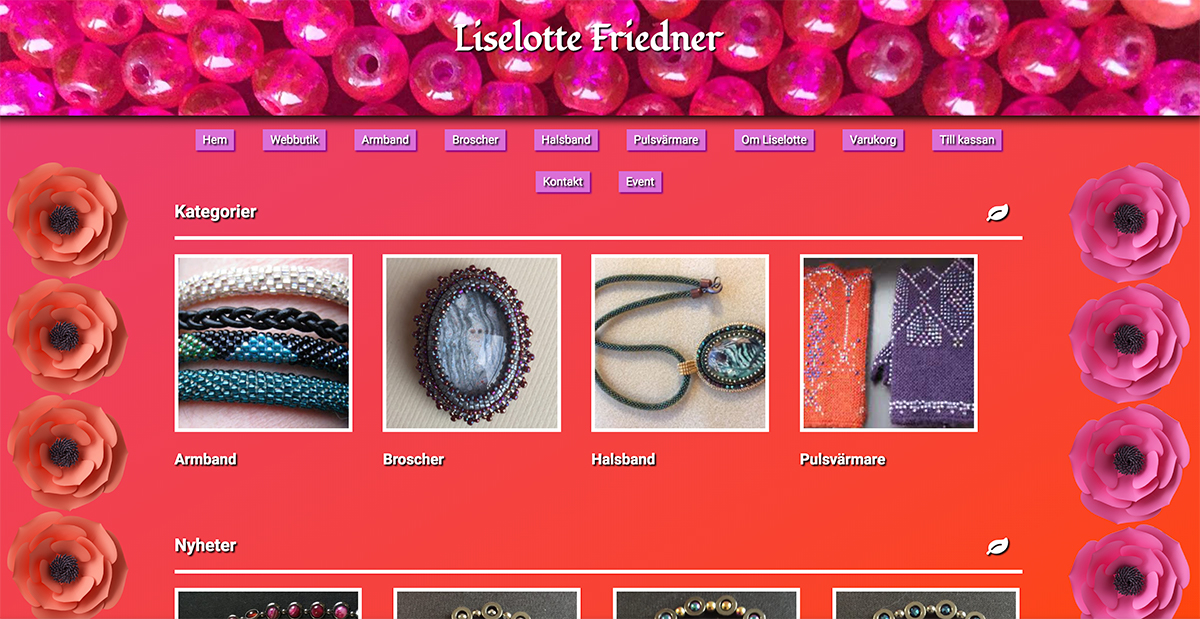 Liselotte Friedner
Hem Webbutik Armband Broscher Halsband Pulsvärmare Om Liselotte Varukorg Till kassan
Kontakt Event
Kategorier
Armband Broscher Halsband Pulsvärmare
Nyheter